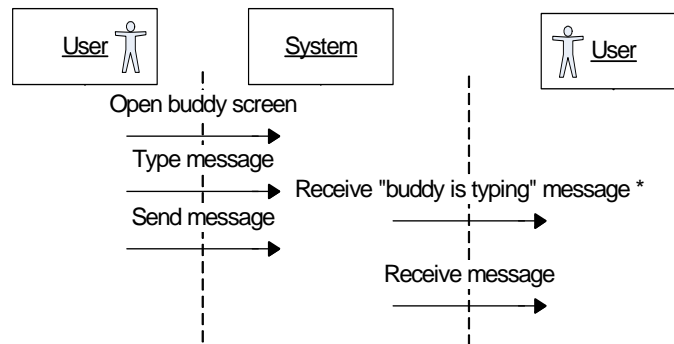 User
System
User
Open buddy screen
Type message
Receive "buddy is typing" message *
Send message
Receive message